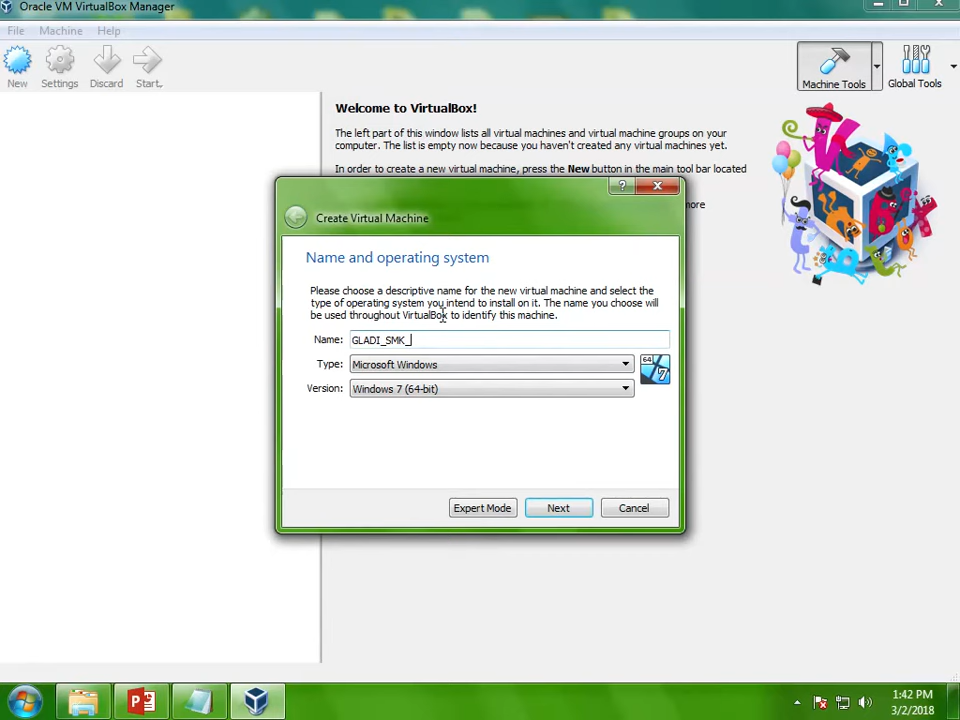 Oracle VM VirtualBox Manager
File Machine Help
New Settings Discard Start
Machine Tools Global Tools
Welcome to VirtualBox!
The left part of this window lists all virtual machines and virtual machine groups on your
computer. The list is empty now because you haven't created any virtual machines yet.
In order to create a new virtual machine, press the New button in the main tool bar located
more
Create Virtual Machine
Name and operating system
Please choose a descriptive name for the new virtual machine and select the
type of operating system you intend to install on it. The name you choose will
be used throughout VirtualBox to identify this machine.
Name: GLADI_SMK_
Type: Microsoft Windows
64
7
Version: Windows 7 (64-bit)
Expert Mode Next Cancel
1:42 PM
3/2/2018